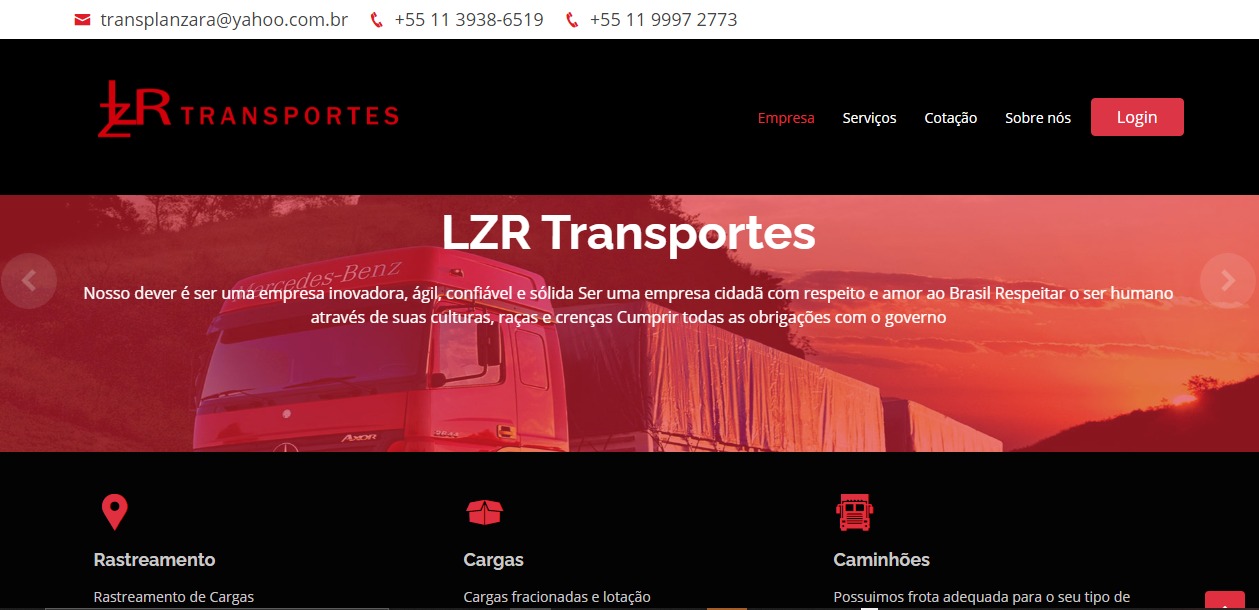 transplanzara@yahoo.com.br +55 11 3938-6519 +55 11 9997 2773
LZR TRANSPORTES
Empresa Serviços Cotação Sobre nós Login
LZR Transportes
Mercedes-Benz
Nosso dever é ser uma empresa inovadora, ágil, confiável e sólida Ser uma empresa cidadã com respeito e amor ao Brasil Respeitar o ser humano
através de suas culturas, raças e crenças Cumprir todas as obrigações com o governo
AXOR
Rastreamento Cargas Caminhões
Rastreamento de Cargas Cargas fracionadas e lotação Possuimos frota adequada para o seu tipo de